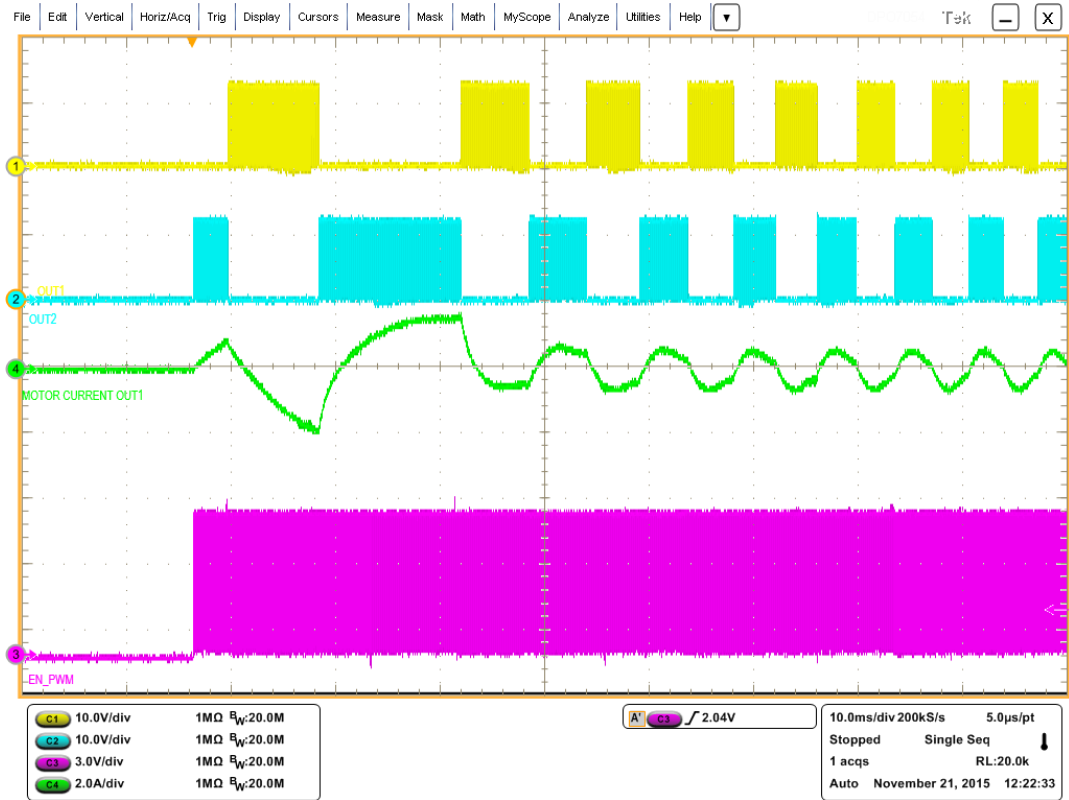 File Edit Vertical Horiz/Acq Trig Display Cursors Measure Mask Math MyScope Analyze Utilities Help ▼ Tek X
1
2
OUT1
OUT2
4
MOTOR CURRENT OUT1
3
EN_PWM
C1 10.0V/div 1MΩ BW:20.0M
C2 10.0V/div 1MΩ BW:20.0M
C3 3.0V/div 1MΩ BW:20.0M
C4 2.0A/div 1MΩ BW:20.0M
A' C3 2.04V
10.0ms/div 200kS/s 5.0µs/pt
Stopped Single Seq
1 acqs RL:20.0k
Auto November 21, 2015 12:22:33